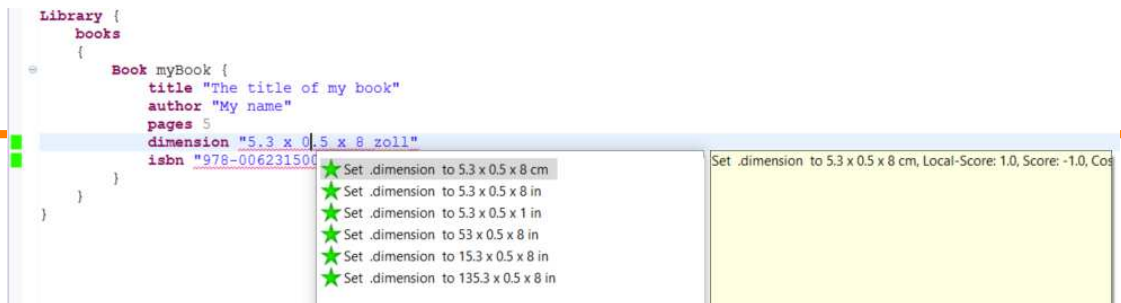 Library {
books
{
Book myBook {
title "The title of my book"
author "My name"
pages 5
dimension "5.3 x 0.5 x 8 zoll"
isbn "978-006231500
}
}
}
Set .dimension to 5.3 x 0.5 x 8 cm
Set .dimension to 5.3 x 0.5 x 8 in
Set .dimension to 5.3 x 0.5 x 1 in
Set .dimension to 53 x 0.5 x 8 in
Set .dimension to 15.3 x 0.5 x 8 in
Set .dimension to 135.3 x 0.5 x 8 in
Set .dimension to 5.3 x 0.5 x 8 cm, Local-Score: 1.0, Score: -1.0, Cos